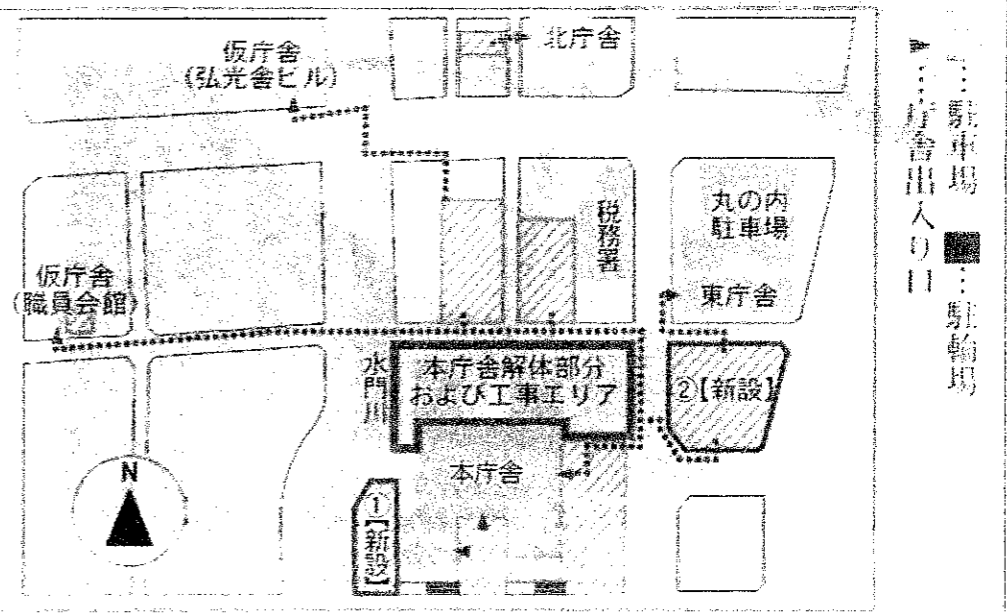 仮庁舎
(弘光舎ビル)
北庁舎
…駐車場 ■…駐輪場
▶…庁舎出入り口
税務署
丸の内
駐車場
仮庁舎
(職員会館)
東庁舎
水門川
本庁舎解体部分
および工事エリア
②【新設】
本庁舎
①【新設】
N